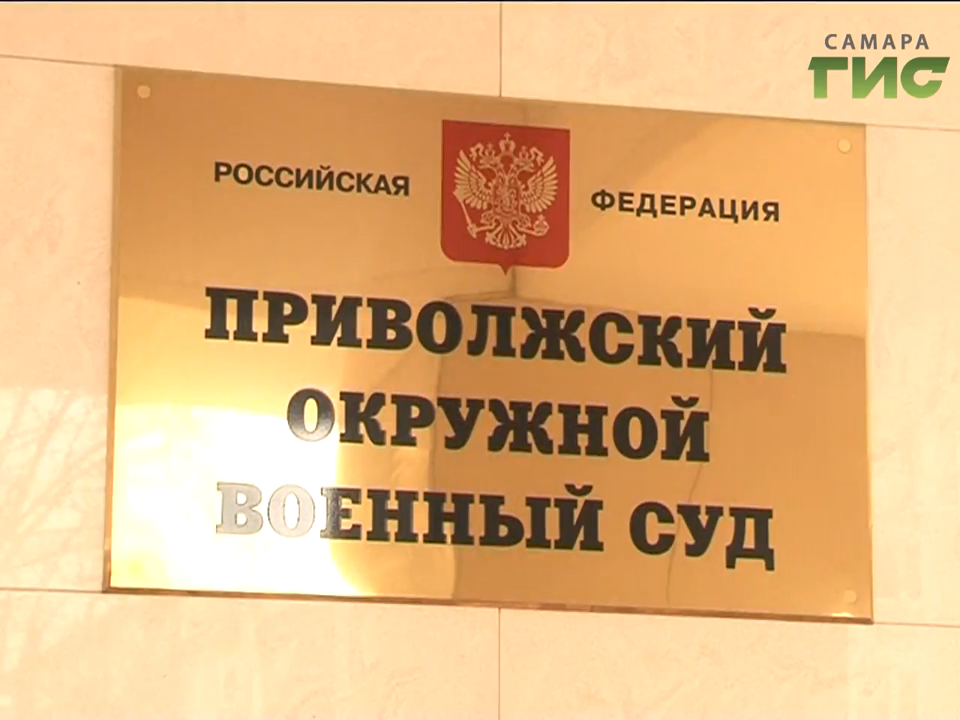 САМАРА
ГИС
РОССИЙСКАЯ ФЕДЕРАЦИЯ
ПРИВОЛЖСКИЙ
ОКРУЖНОЙ
ВОЕННЫЙ СУД